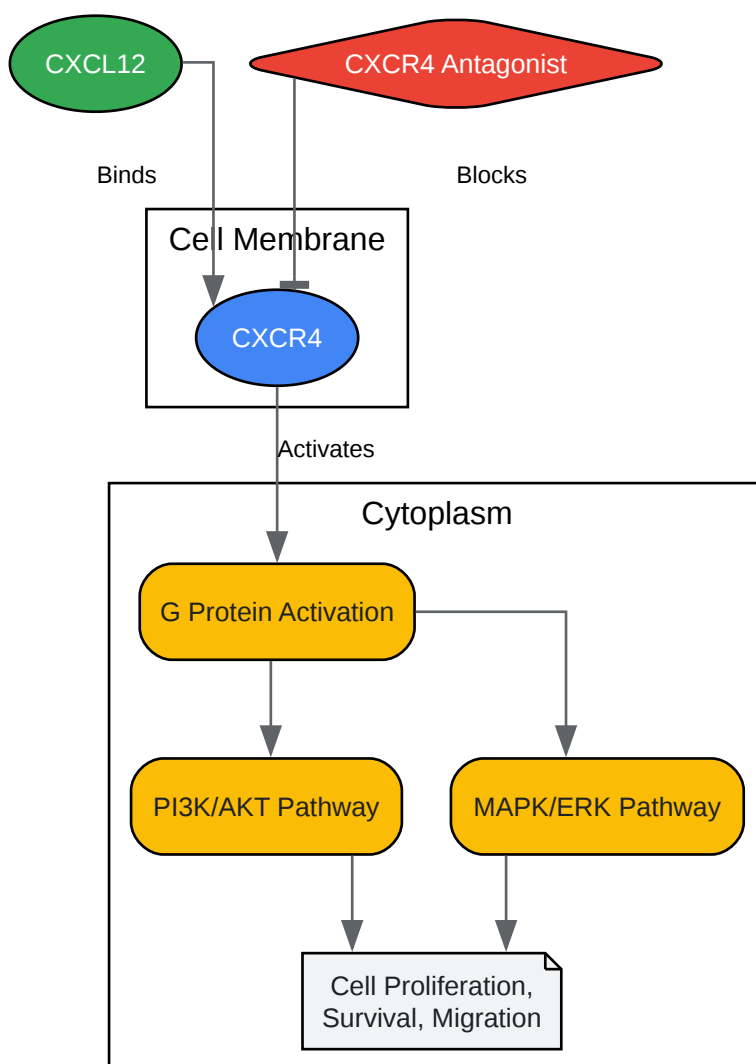 CXCL12
CXCR4 Antagonist
Binds
Blocks
Cell Membrane
CXCR4
Activates
Cytoplasm
G Protein Activation
PI3K/AKT Pathway
MAPK/ERK Pathway
Cell Proliferation,
Survival, Migration